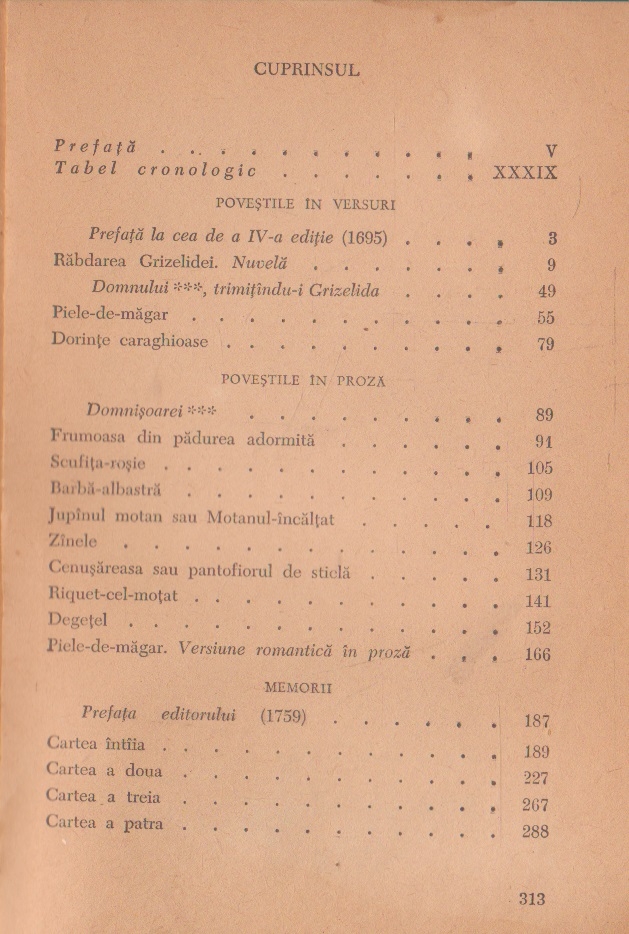 CUPRINSUL
Prefață . . . . . . . . . . . V
Tabel cronologic . . . . . . . XXXIX
POVEȘTILE ÎN VERSURI
Prefață la cea de a IV-a ediție (1695) . . . . 3
Răbdarea Grizelidei. Nuvelă . . . . . . . 9
Domnului ***, trimițîndu-i Grizelida . . . . 49
Piele-de-măgar . . . . . . . . . . . 55
Dorințe caraghioase . . . . . . . . . . 79
POVEȘTILE ÎN PROZĂ
Domnișoarei *** . . . . . . . . . 89
Frumoasa din pădurea adormită . . . . . . 91
Scufița-roșie . . . . . . . . . . . . 105
Barbă-albastră . . . . . . . . . . . 109
Jupînul motan sau Motanul-încălțat . . . . . 118
Zînele . . . . . . . . . . . . . 126
Cenușăreasa sau pantofiorul de sticlă . . . . . 131
Riquet-cel-moțat . . . . . . . . . . . 141
Degețel . . . . . . . . . . . . . 152
Piele-de-măgar. Versiune romantică în proză . . . 166
MEMORII
Prefața editorului (1759) . . . . . . 187
Cartea întîia . . . . . . . . . . . . 189
Cartea a doua . . . . . . . . . . . 227
Cartea a treia . . . . . . . . . . . 267
Cartea a patra . . . . . . . . . . . 288
313